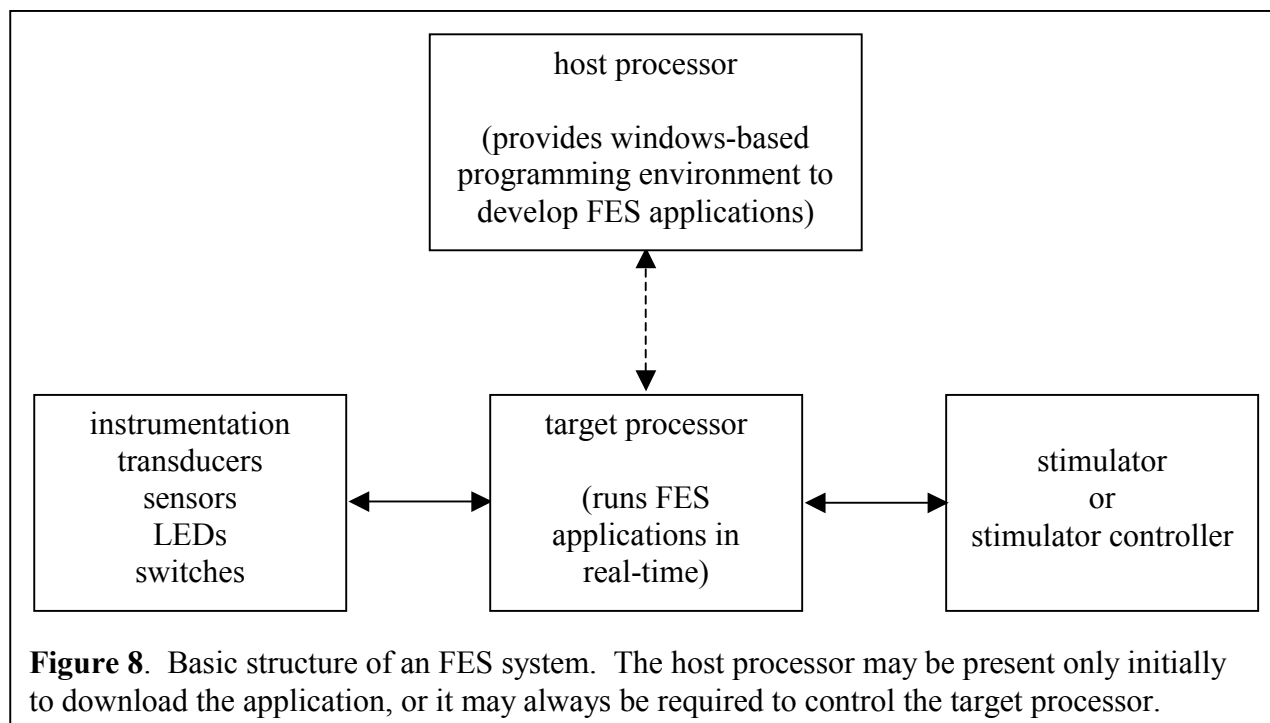 host processor
(provides windows-based
programming environment to
develop FES applications)
instrumentation
transducers
sensors
LEDs
switches
target processor
(runs FES
applications in
real-time)
stimulator
or
stimulator controller
Figure 8.  Basic structure of an FES system.  The host processor may be present only initially
to download the application, or it may always be required to control the target processor.